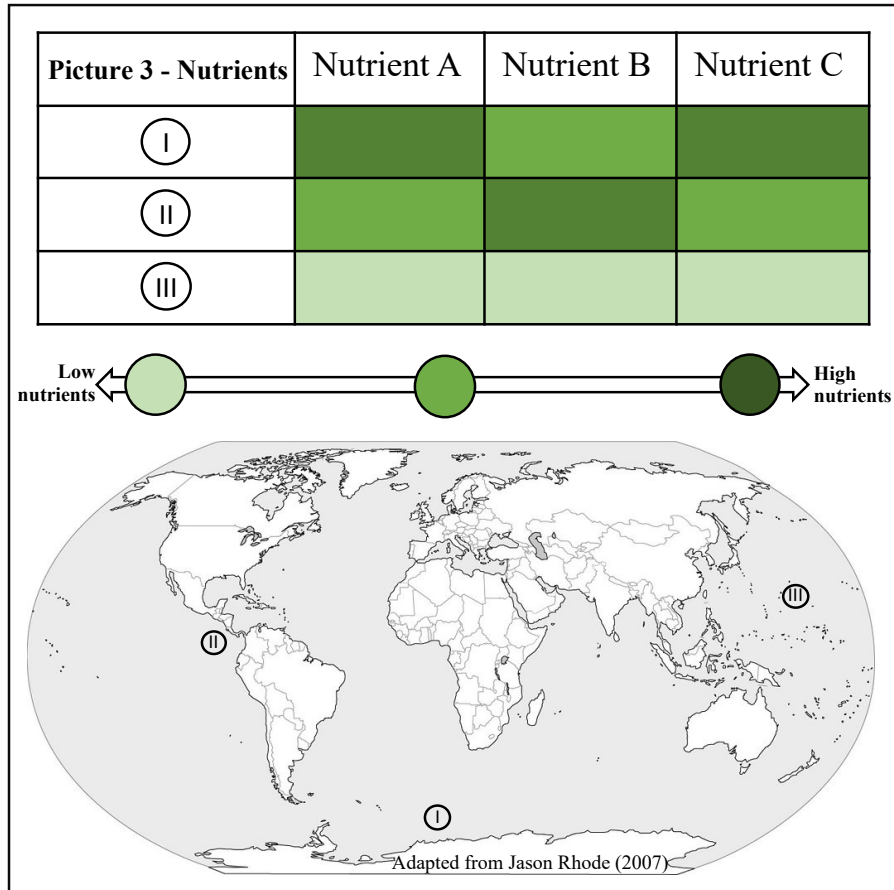 Picture 3 - Nutrients Nutrient A Nutrient B Nutrient C
I
II
III
Low nutrients
High nutrients
III
II
I
Adapted from Jason Rhode (2007)